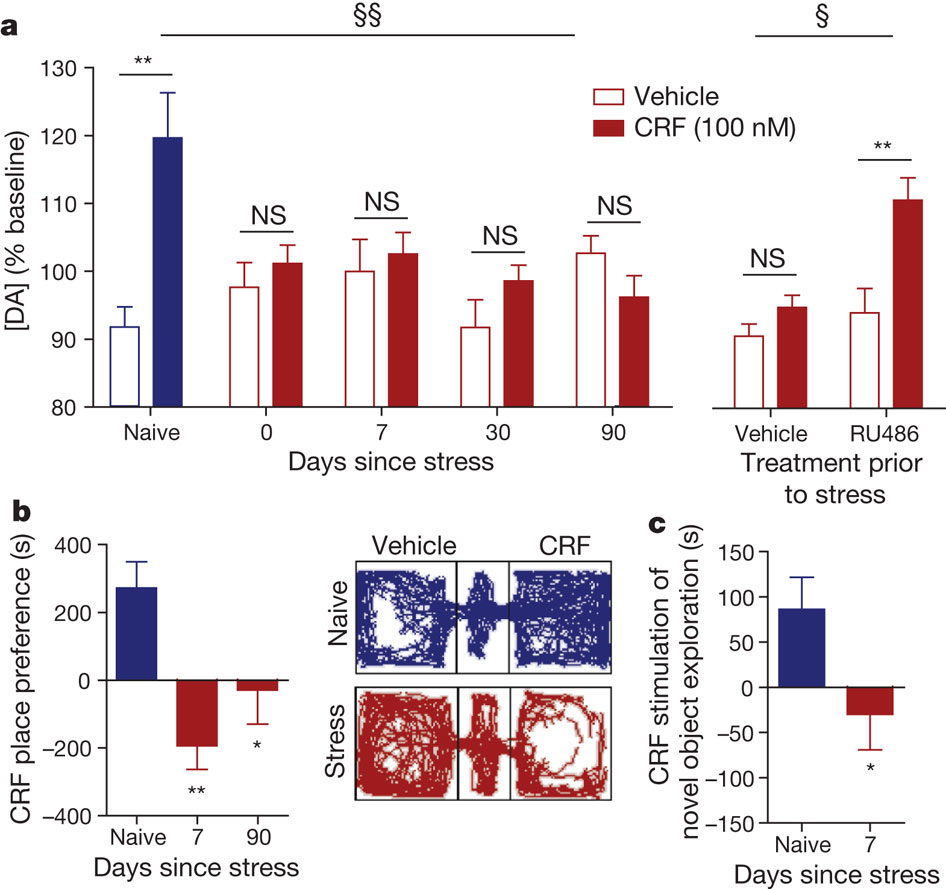 a
§§
§
**
NS
NS
NS
NS
NS
**
Vehicle
CRF (100 nM)
[DA] (% baseline)
130
120
110
100
90
80
Naive
0
7
30
90
Days since stress
Vehicle
RU486
Treatment prior
to stress
b
CRF place preference (s)
400
200
0
−200
−400
**
*
Naive
7
90
Days since stress
Vehicle
CRF
Naive
Stress
c
CRF stimulation of
novel object exploration (s)
150
100
50
0
−50
−100
−150
*
Naive
7
Days since stress